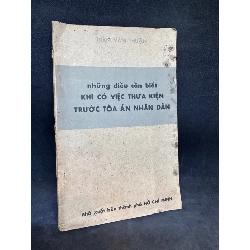 những điều cần biết
KHI CÓ VIỆC THƯA KIỆN
TRƯỚC TÒA ÁN NHÂN DÂN
nhà xuất bản thành phố HỒ CHÍ MINH